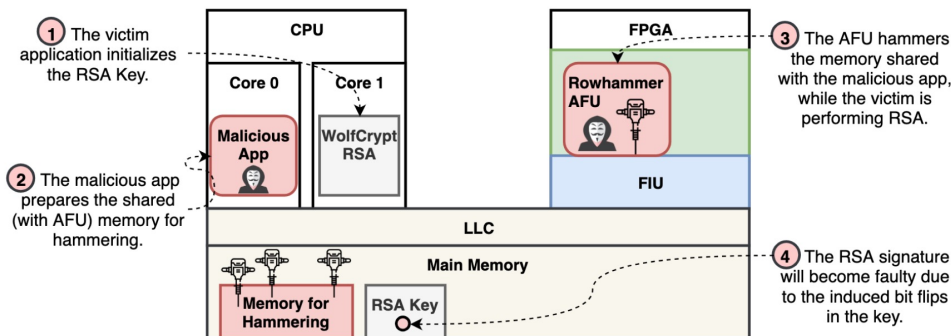 1 The victim
application initializes
the RSA Key.
2 The malicious app
prepares the shared
(with AFU) memory for
hammering.
CPU
Core 0
Core 1
Malicious
App
WolfCrypt
RSA
FPGA
Rowhammer
AFU
FIU
LLC
Main Memory
Memory for
Hammering
RSA Key
3 The AFU hammers
the memory shared
with the malicious app,
while the victim is
performing RSA.
4 The RSA signature
will become faulty due
to the induced bit flips
in the key.